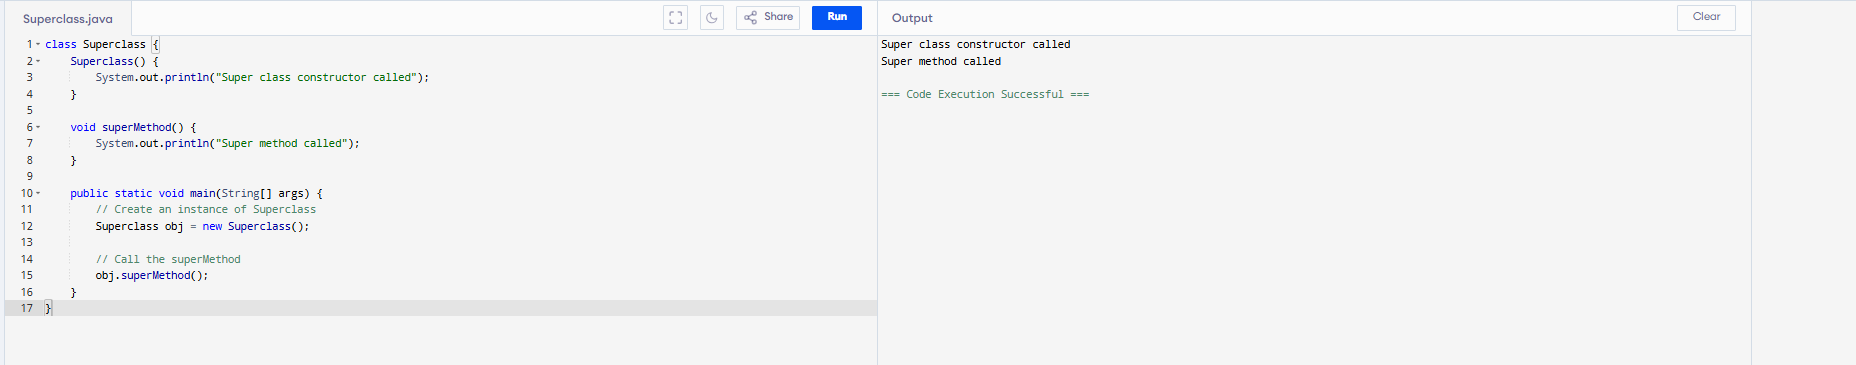 Superclass.java
Share
Run
1 class Superclass {
2 Superclass() {
3 System.out.println("Super class constructor called");
4 }
5
6 void superMethod() {
7 System.out.println("Super method called");
8 }
9
10 public static void main(String[] args) {
11 // Create an instance of Superclass
12 Superclass obj = new Superclass();
13
14 // Call the superMethod
15 obj.superMethod();
16 }
17 }
Output
Clear
Super class constructor called
Super method called
=== Code Execution Successful ===